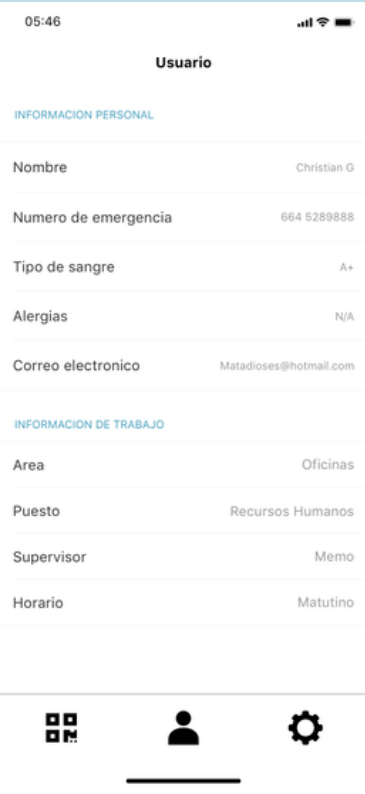 05:46
Usuario
INFORMACION PERSONAL
Nombre Christian G
Numero de emergencia 664 5289888
Tipo de sangre A+
Alergias N/A
Correo electronico Matadioses@hotmail.com
INFORMACION DE TRABAJO
Area Oficinas
Puesto Recursos Humanos
Supervisor Memo
Horario Matutino